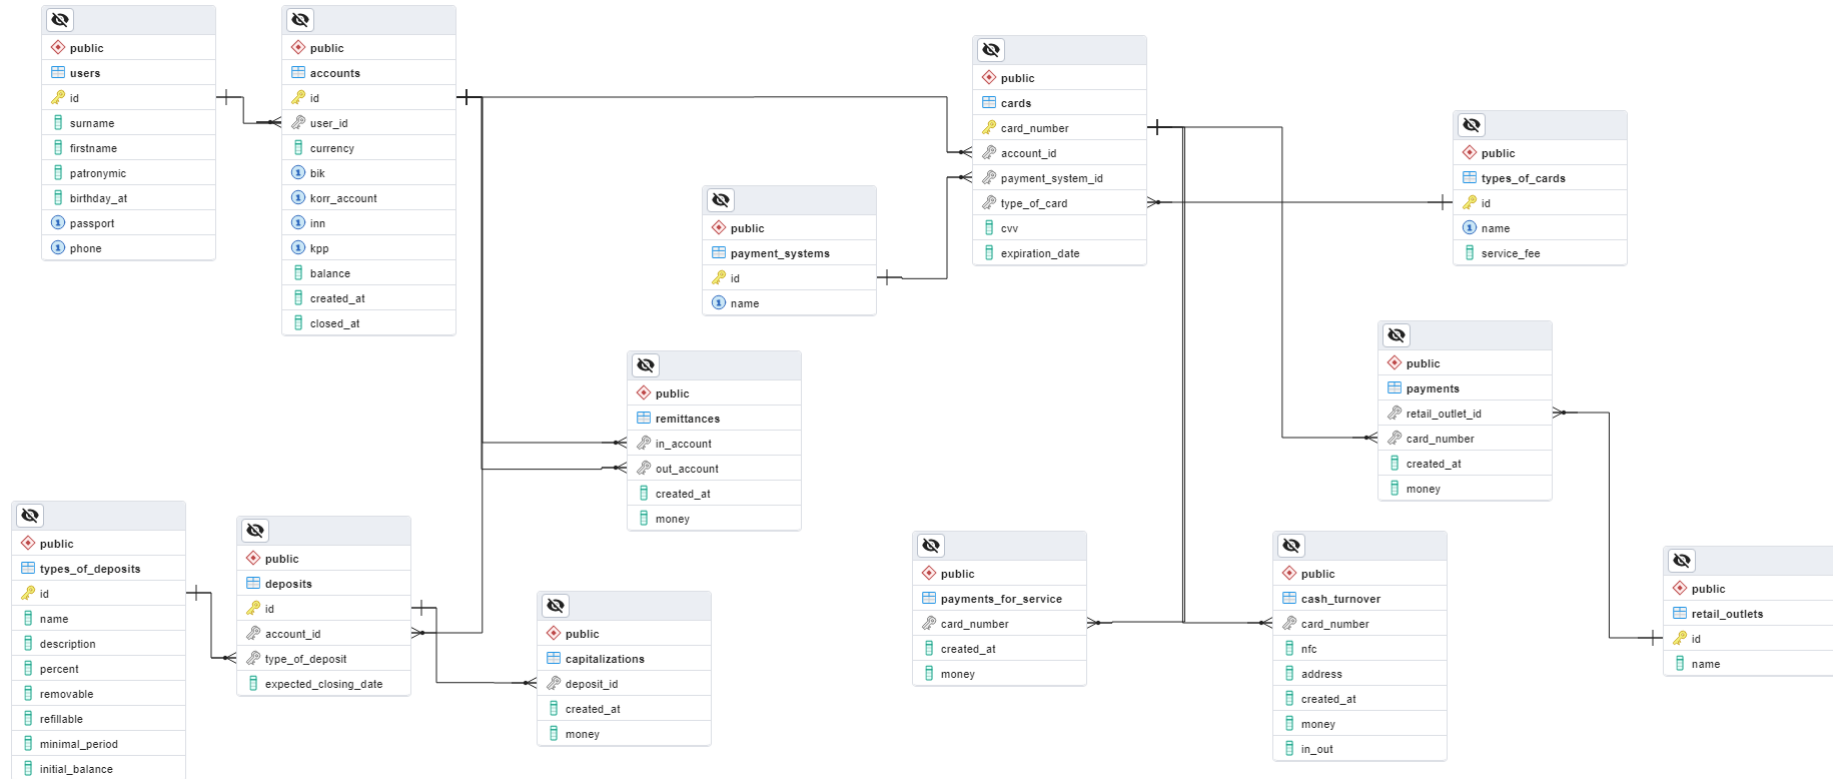 public
users
id
surname
firstname
patronymic
birthday_at
passport
phone
public
accounts
id
user_id
currency
bik
korr_account
inn
kpp
balance
created_at
closed_at
public
cards
card_number
account_id
payment_system_id
type_of_card
cvv
expiration_date
public
types_of_cards
id
name
service_fee
public
payment_systems
id
name
public
payments
retail_outlet_id
card_number
created_at
money
public
remittances
in_account
out_account
created_at
money
public
types_of_deposits
id
name
description
percent
removable
refillable
minimal_period
initial_balance
public
deposits
id
account_id
type_of_deposit
expected_closing_date
public
capitalizations
deposit_id
created_at
money
public
payments_for_service
card_number
created_at
money
public
cash_turnover
card_number
nfc
address
created_at
money
in_out
public
retail_outlets
id
name